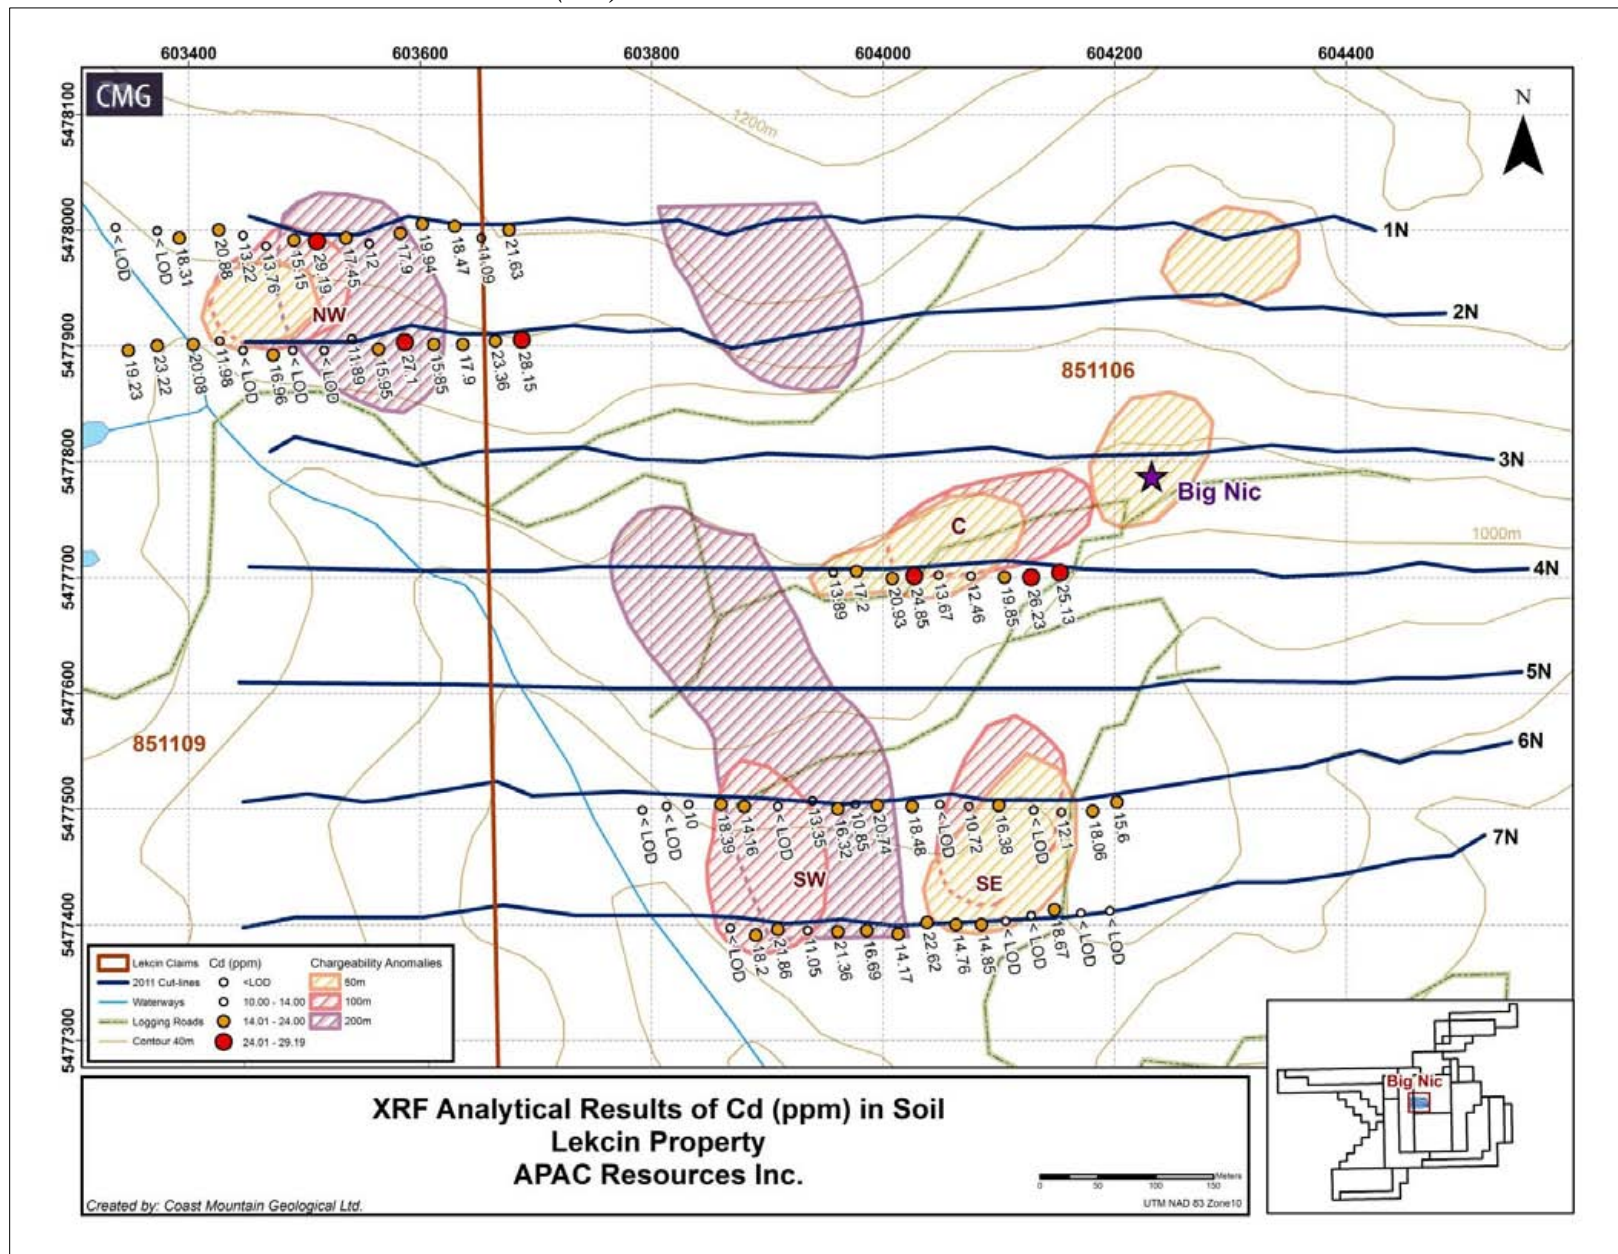 603400 603600 603800 604000 604200 604400
CMG
N
5478100
5478000
5477900
5477800
5477700
5477600
5477500
5477400
5477300
1200m
1N
< LOD
< LOD
18.31
20.88
13.22
13.76
15.15
29.19
17.45
12
17.9
19.94
18.47
14.09
21.63
NW
2N
19.23
23.22
20.08
11.98
< LOD
16.96
< LOD
< LOD
11.89
15.95
27.1
15.85
17.9
23.36
28.15
851106
3N
Big Nic
C
1000m
4N
13.89
17.2
20.93
24.85
13.67
12.46
19.85
26.23
25.13
5N
851109
6N
< LOD
< LOD
10
18.39
14.16
< LOD
13.35
16.32
10.85
20.74
18.48
< LOD
10.72
16.38
< LOD
12.1
18.06
15.6
7N
SW
SE
< LOD
18.2
21.86
11.05
21.36
16.69
14.17
22.62
14.76
14.85
< LOD
< LOD
18.67
< LOD
< LOD
Lekcin Claims Cd (ppm) Chargeability Anomalies
2011 Cut-lines <LOD 50m
Waterways 10.00 - 14.00 100m
Logging Roads 14.01 - 24.00 200m
Contour 40m 24.01 - 29.19
Big Nic
XRF Analytical Results of Cd (ppm) in Soil
Lekcin Property
APAC Resources Inc.
Meters
0 50 100 150
Created by: Coast Mountain Geological Ltd.
UTM NAD 83 Zone10